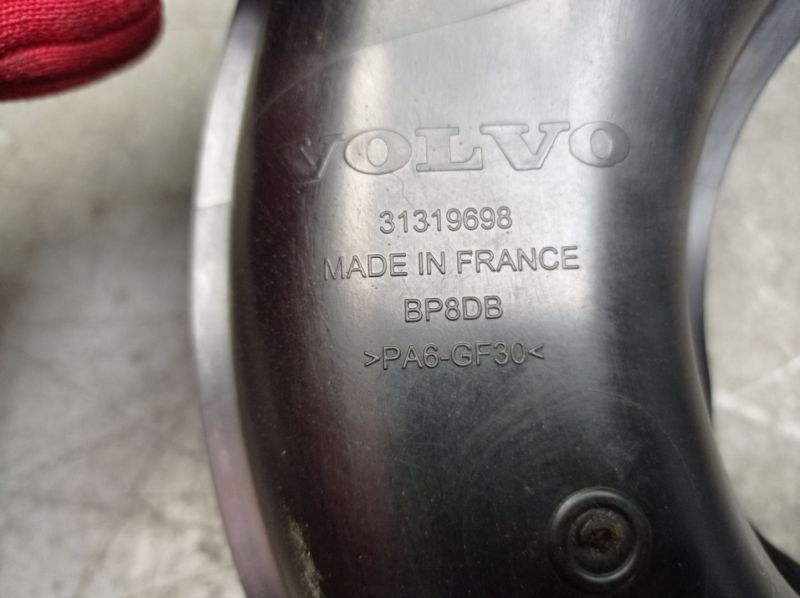 VOLVO
31319698
MADE IN FRANCE
BP8DB
>PA6-GF30<